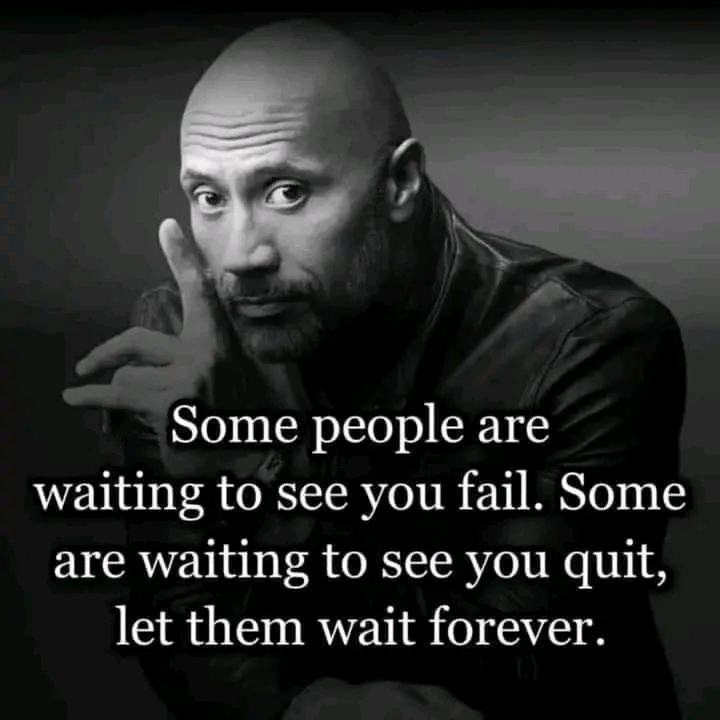 Some people are
waiting to see you fail. Some
are waiting to see you quit,
let them wait forever.